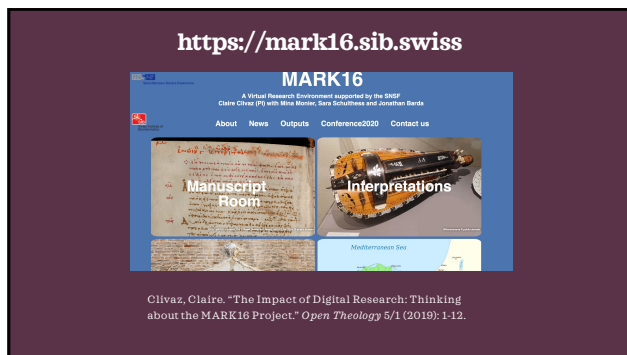 https://mark16.sib.swiss
MARK16
A Virtual Research Environment supported by the SNSF
Claire Clivaz (PI) with Mina Monier, Sara Schulthess and Jonathan Barda
About News Outputs Conference2020 Contact us
Manuscript
Room
Interpretations
Mediterranean Sea
Clivaz, Claire. “The Impact of Digital Research: Thinking
about the MARK16 Project.” Open Theology 5/1 (2019): 1-12.